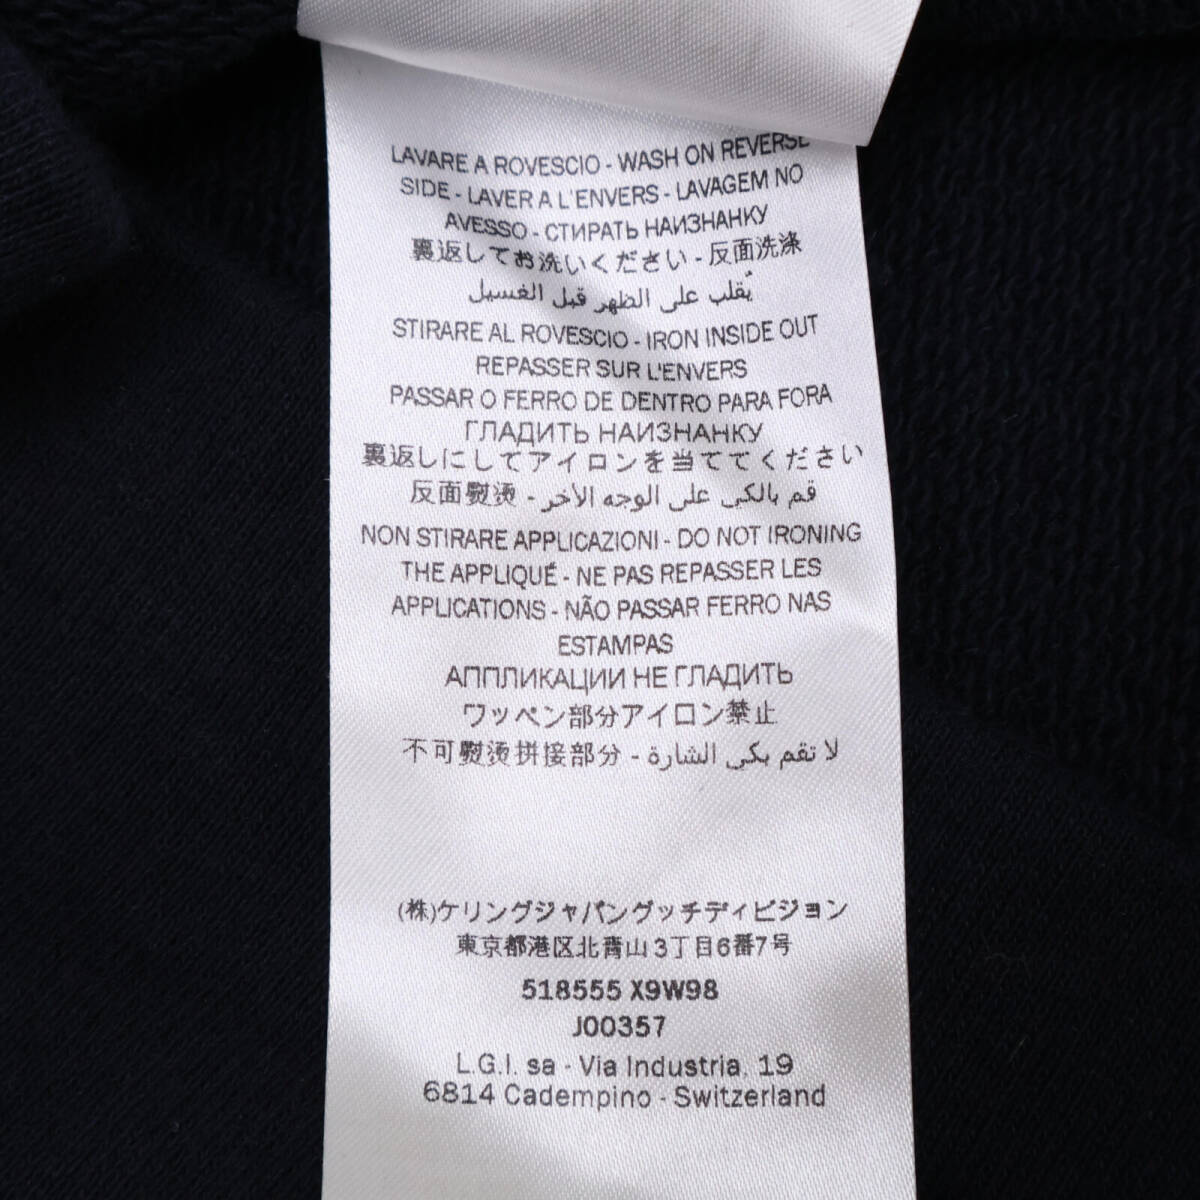 LAVARE A ROVESCIO - WASH ON REVERSE
SIDE - LAVER A L'ENVERS - LAVAGEM NO
AVESSO - СТИРАТЬ НАИЗНАНКУ
裏返してお洗いください - 反面洗涤
يُقلب على الظهر قبل الغسيل
STIRARE AL ROVESCIO - IRON INSIDE OUT
REPASSER SUR L'ENVERS
PASSAR O FERRO DE DENTRO PARA FORA
ГЛАДИТЬ НАИЗНАНКУ
裏返しにしてアイロンを当ててください
反面熨烫 - قم بالكي على الوجه الآخر
NON STIRARE APPLICAZIONI - DO NOT IRONING
THE APPLIQUÉ - NE PAS REPASSER LES
APPLICATIONS - NÃO PASSAR FERRO NAS
ESTAMPAS
АППЛИКАЦИИ НЕ ГЛАДИТЬ
ワッペン部分アイロン禁止
不可熨烫拼接部分 - لا تقم بكي الشارة
(株)ケリングジャパングッチディビジョン
東京都港区北青山3丁目6番7号
518555 X9W98
J00357
L.G.I. sa - Via Industria, 19
6814 Cadempino - Switzerland